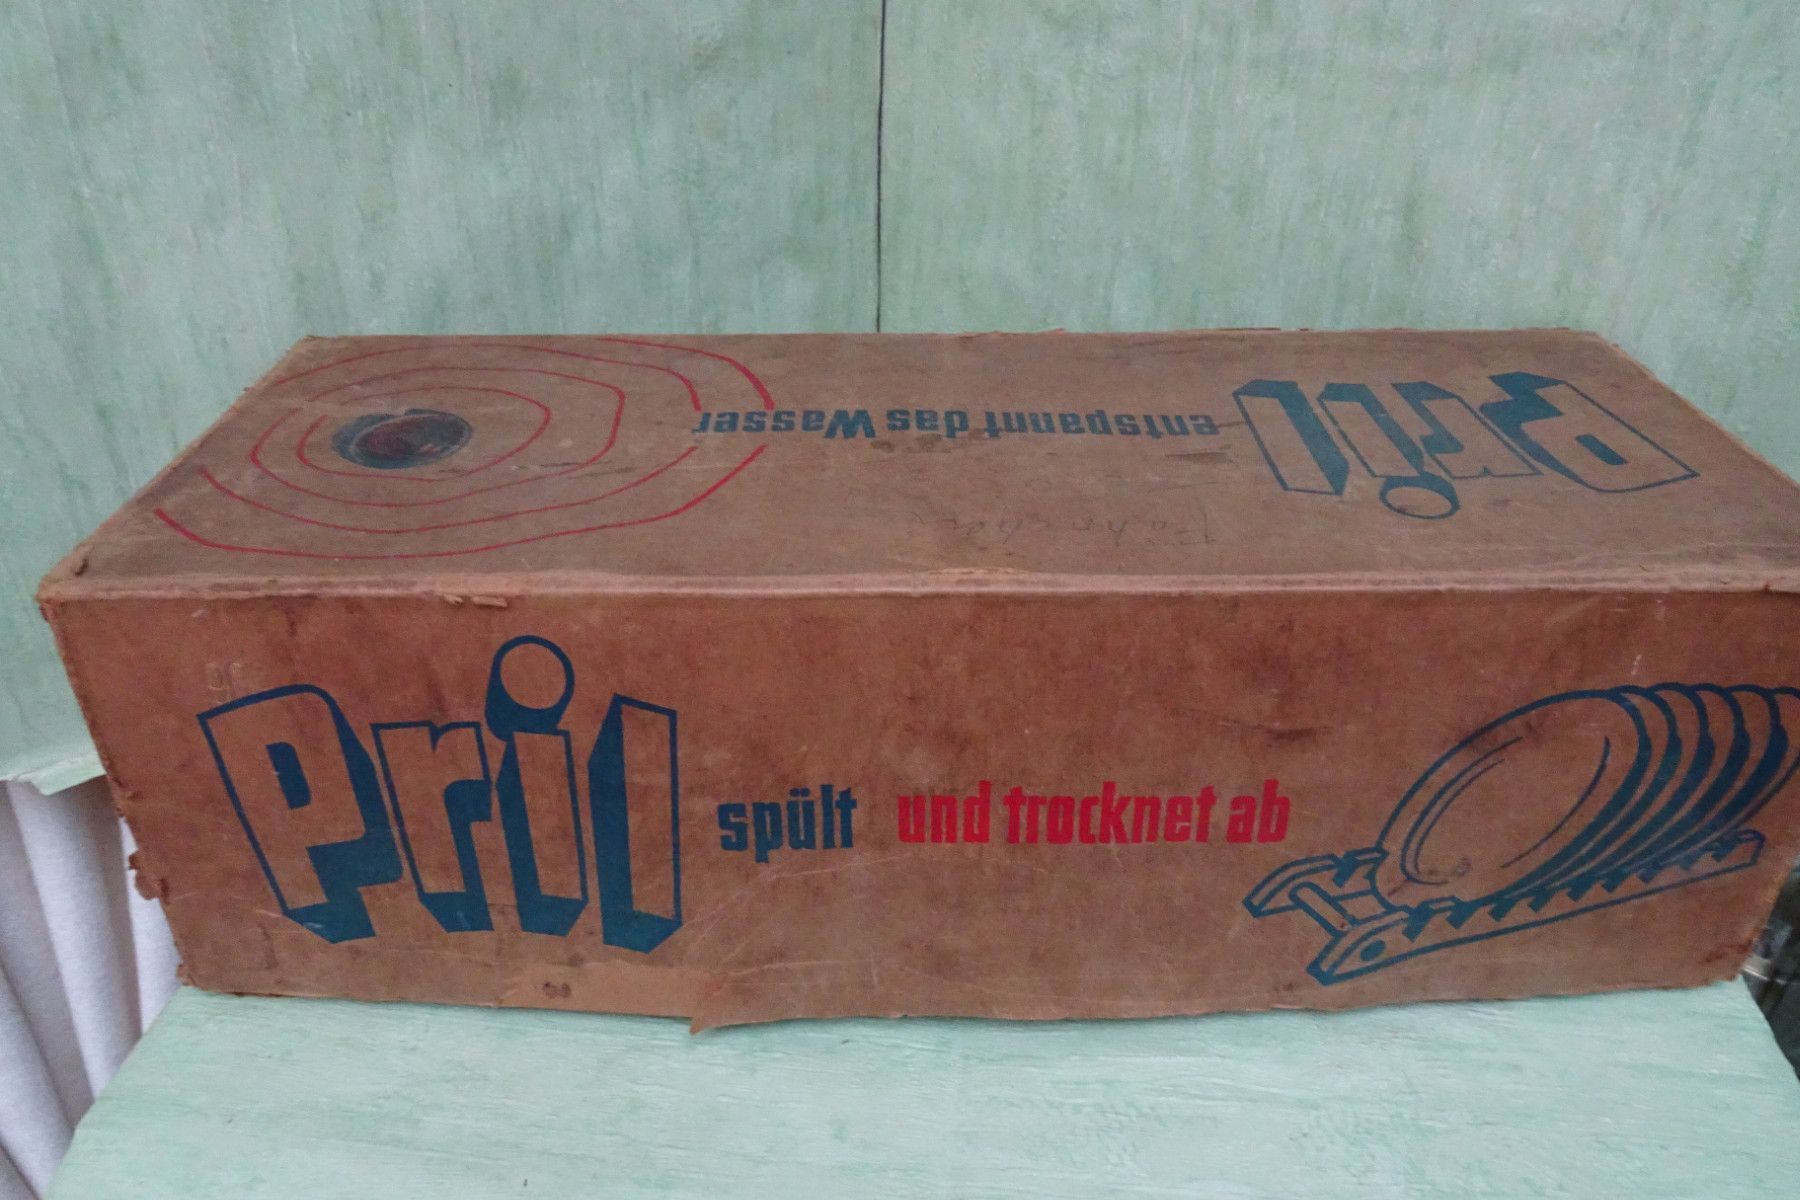 Pril
entspannt das Wasser
Pril
spült und trocknet ab